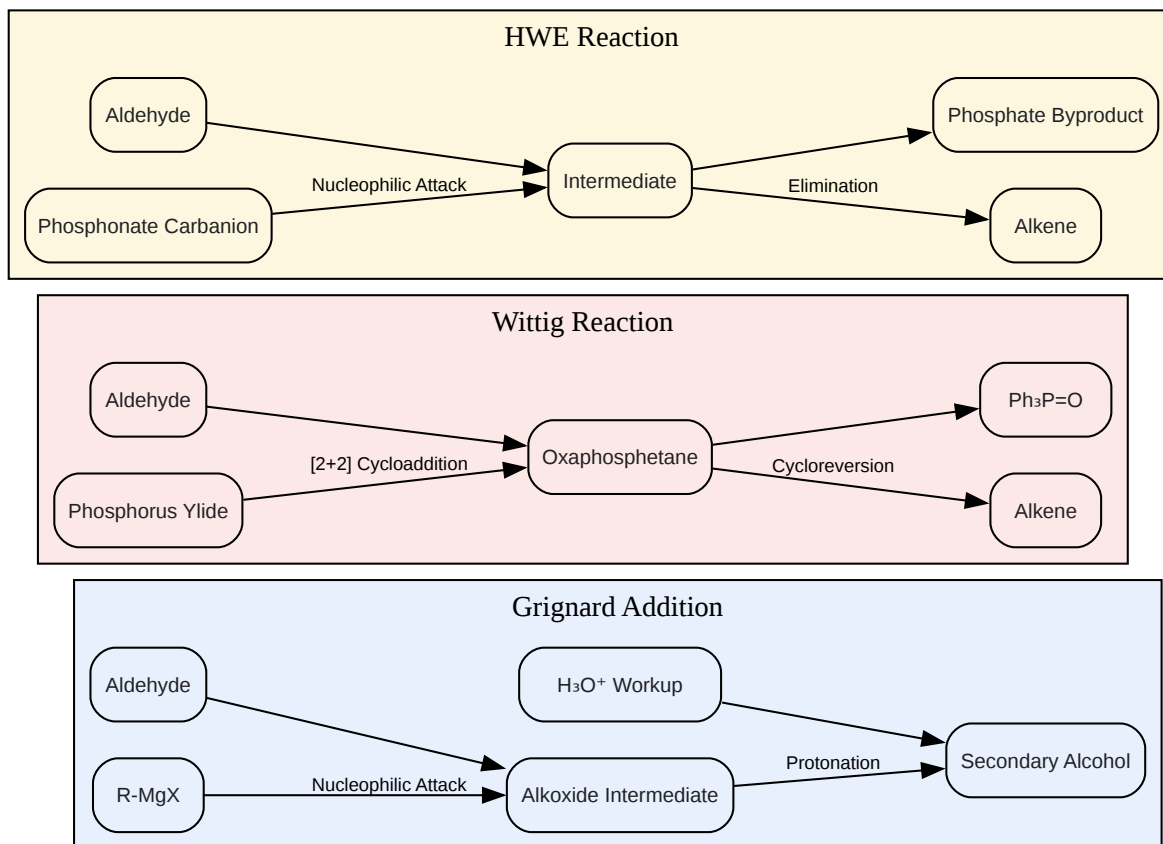 HWE Reaction
Aldehyde
Phosphate Byproduct
Nucleophilic Attack
Intermediate
Elimination
Phosphonate Carbanion
Alkene
Wittig Reaction
Aldehyde
Ph₃P=O
[2+2] Cycloaddition
Oxaphosphetane
Cycloreversion
Phosphorus Ylide
Alkene
Grignard Addition
Aldehyde
H₃O⁺ Workup
R-MgX
Nucleophilic Attack
Alkoxide Intermediate
Protonation
Secondary Alcohol